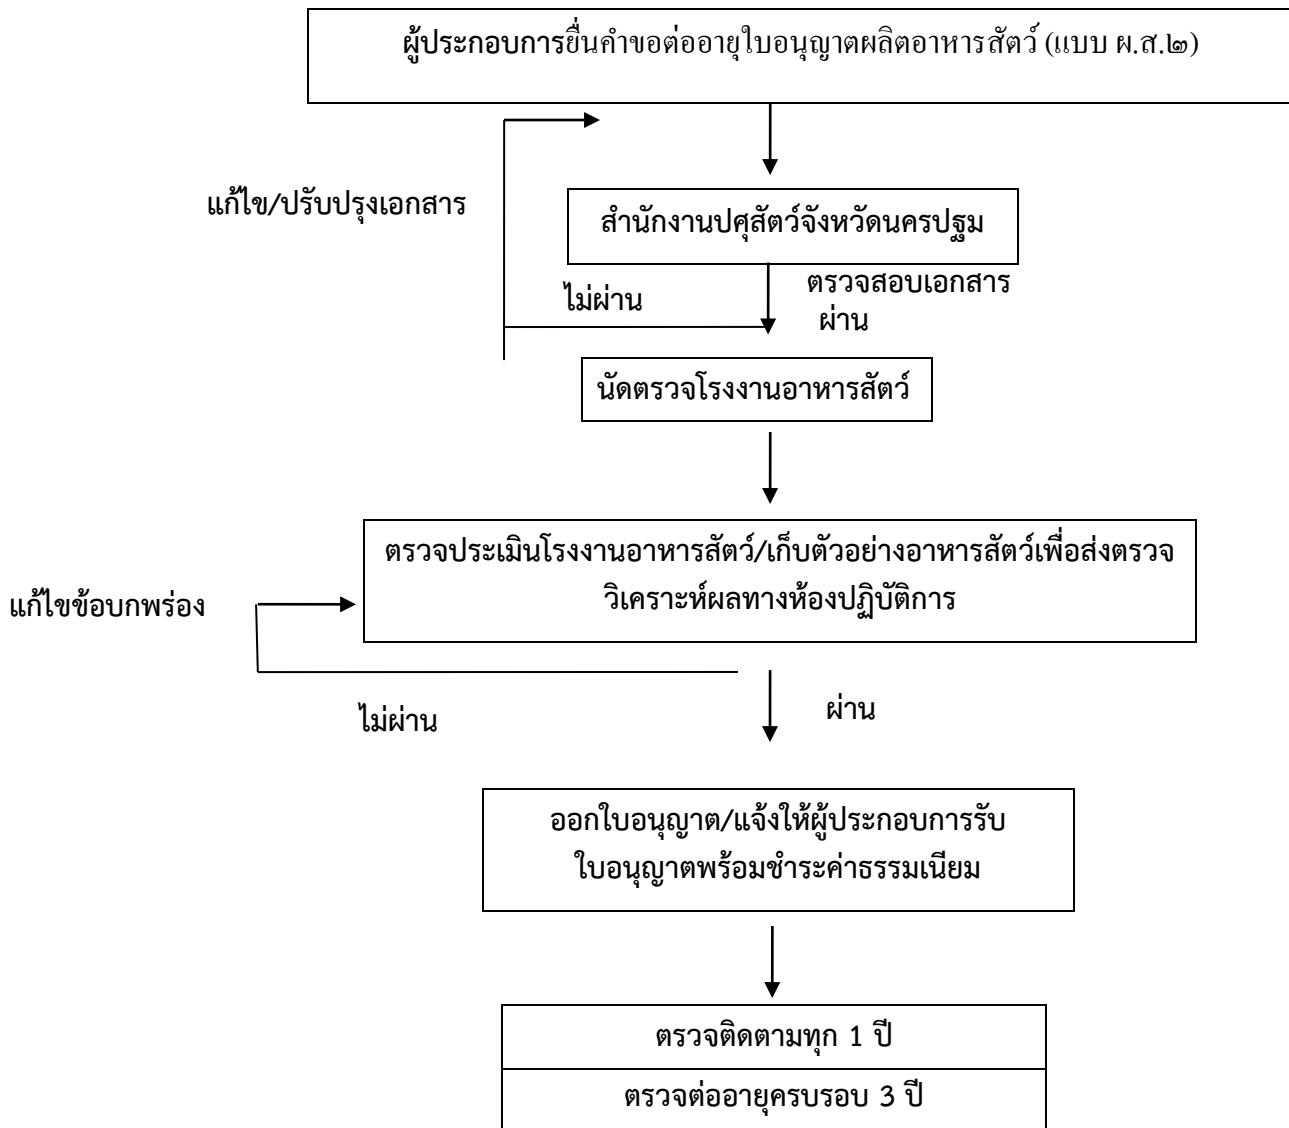 ผู้ประกอบการยื่นคำขอต่ออายุใบอนุญาตผลิตอาหารสัตว์ (แบบ ผ.ส.๒)
แก้ไข/ปรับปรุงเอกสาร
สำนักงานปศุสัตว์จังหวัดนครปฐม
ไม่ผ่าน
ตรวจสอบเอกสาร
ผ่าน
นัดตรวจโรงงานอาหารสัตว์
ตรวจประเมินโรงงานอาหารสัตว์/เก็บตัวอย่างอาหารสัตว์เพื่อส่งตรวจ
วิเคราะห์ผลทางห้องปฏิบัติการ
แก้ไขข้อบกพร่อง
ไม่ผ่าน
ผ่าน
ออกใบอนุญาต/แจ้งให้ผู้ประกอบการรับ
ใบอนุญาตพร้อมชำระค่าธรรมเนียม
ตรวจติดตามทุก 1 ปี
ตรวจต่ออายุครบรอบ 3 ปี